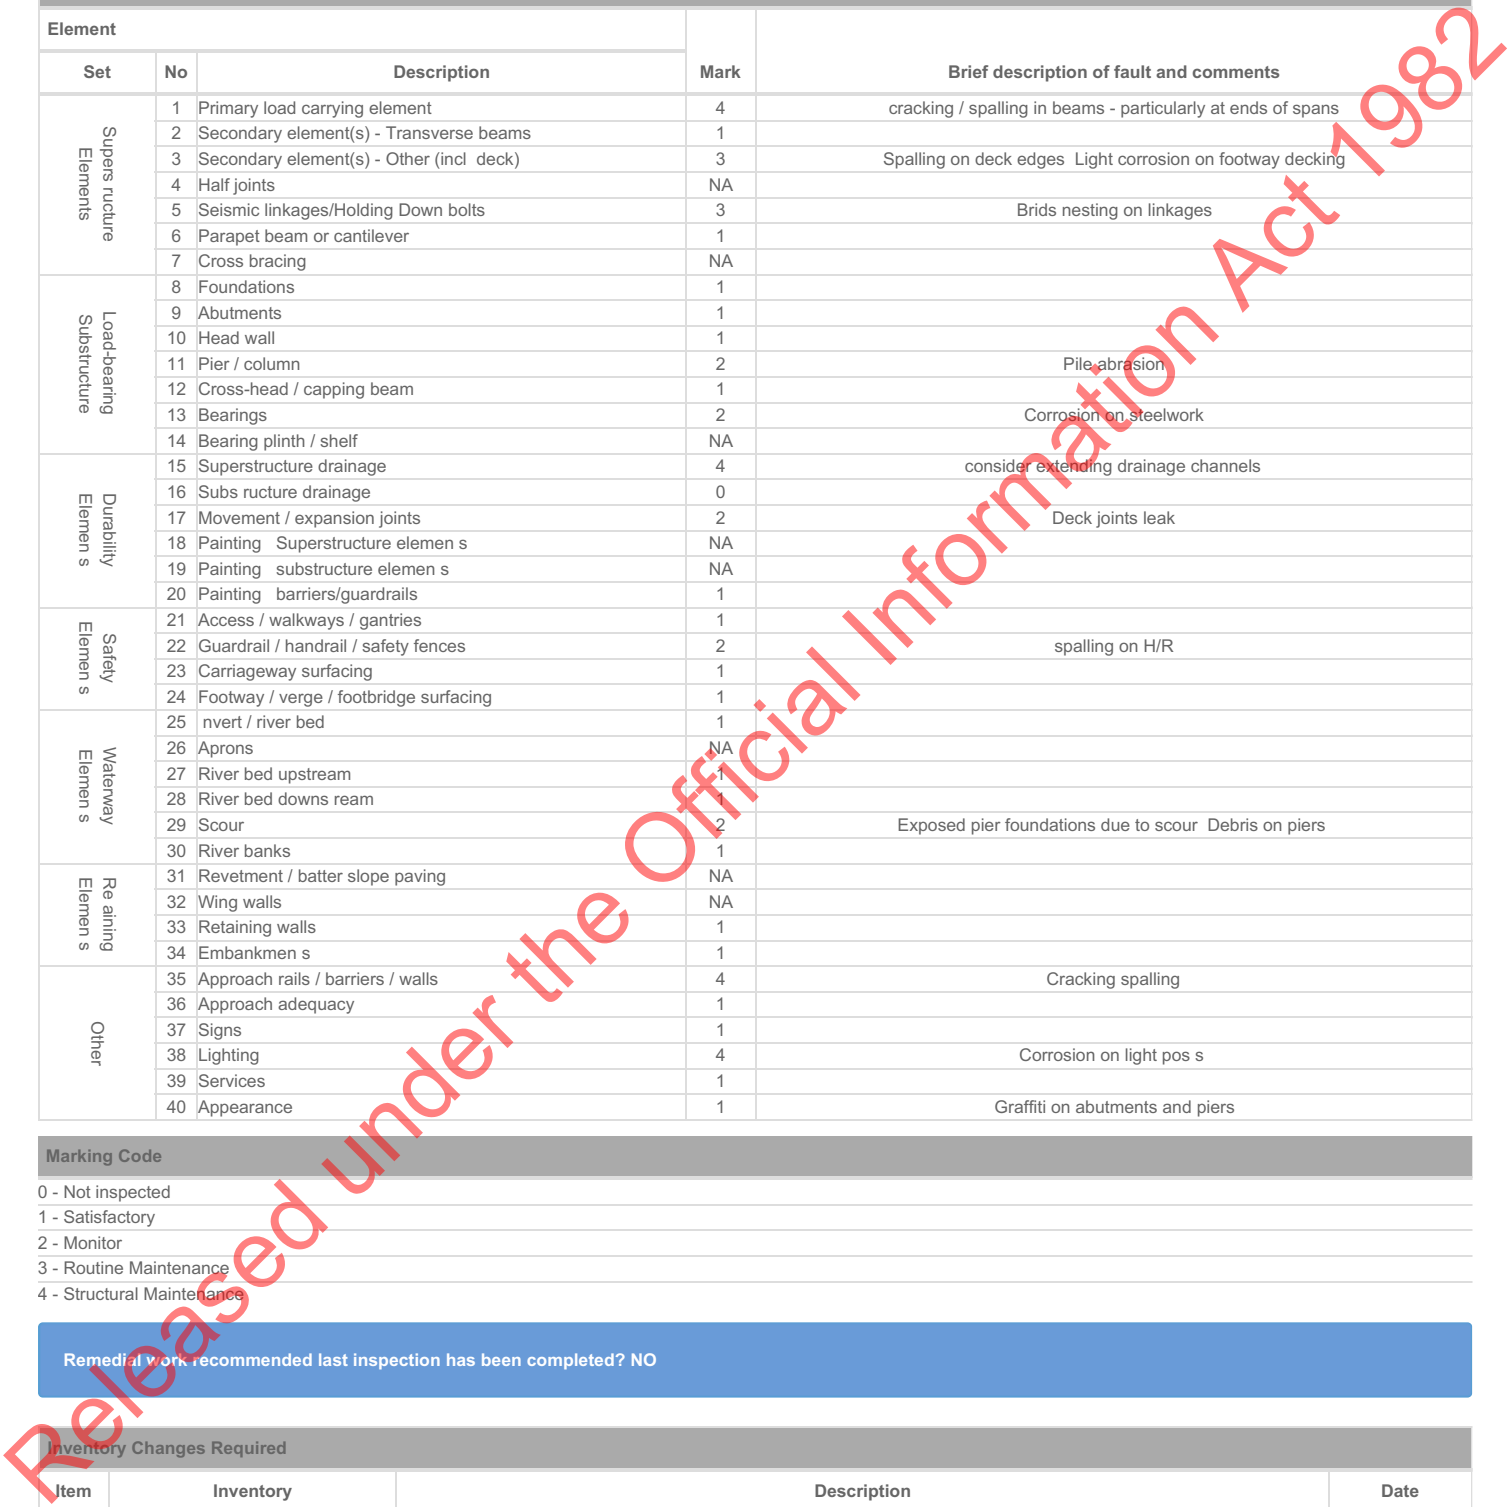 Element
Set No Description Mark Brief description of fault and comments
Supers ructure Elements
1 Primary load carrying element 4 cracking / spalling in beams - particularly at ends of spans
2 Secondary element(s) - Transverse beams 1
3 Secondary element(s) - Other (incl deck) 3 Spalling on deck edges Light corrosion on footway decking
4 Half joints NA
5 Seismic linkages/Holding Down bolts 3 Brids nesting on linkages
6 Parapet beam or cantilever 1
7 Cross bracing NA
Load-bearing Substructure
8 Foundations 1
9 Abutments 1
10 Head wall 1
11 Pier / column 2 Pile abrasion
12 Cross-head / capping beam 1
13 Bearings 2 Corrosion on steelwork
14 Bearing plinth / shelf NA
Durability Elemen s
15 Superstructure drainage 4 consider extending drainage channels
16 Subs ructure drainage 0
17 Movement / expansion joints 2 Deck joints leak
18 Painting Superstructure elemen s NA
19 Painting substructure elemen s NA
20 Painting barriers/guardrails 1
Safety Elemen s
21 Access / walkways / gantries 1
22 Guardrail / handrail / safety fences 2 spalling on H/R
23 Carriageway surfacing 1
24 Footway / verge / footbridge surfacing 1
Waterway Elemen s
25 nvert / river bed 1
26 Aprons NA
27 River bed upstream 1
28 River bed downs ream 1
29 Scour 2 Exposed pier foundations due to scour Debris on piers
30 River banks 1
Re aining Elemen s
31 Revetment / batter slope paving NA
32 Wing walls NA
33 Retaining walls 1
34 Embankmen s 1
Other
35 Approach rails / barriers / walls 4 Cracking spalling
36 Approach adequacy 1
37 Signs 1
38 Lighting 4 Corrosion on light pos s
39 Services 1
40 Appearance 1 Graffiti on abutments and piers
Marking Code
0 - Not inspected
1 - Satisfactory
2 - Monitor
3 - Routine Maintenance
4 - Structural Maintenance
Remedial work recommended last inspection has been completed? NO
Inventory Changes Required
Item Inventory Description Date
Released under the Official Information Act 1982